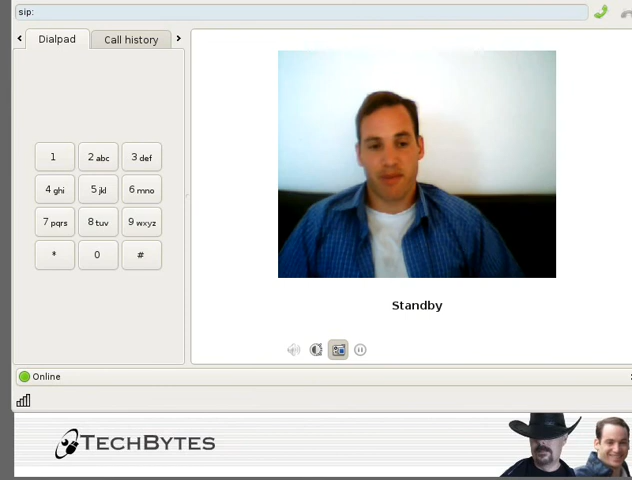 sip:
Dialpad
Call history
1
2 abc
3 def
4 ghi
5 jkl
6 mno
7 pqrs
8 tuv
9 wxyz
*
0
#
Standby
Online
TECHBYTES